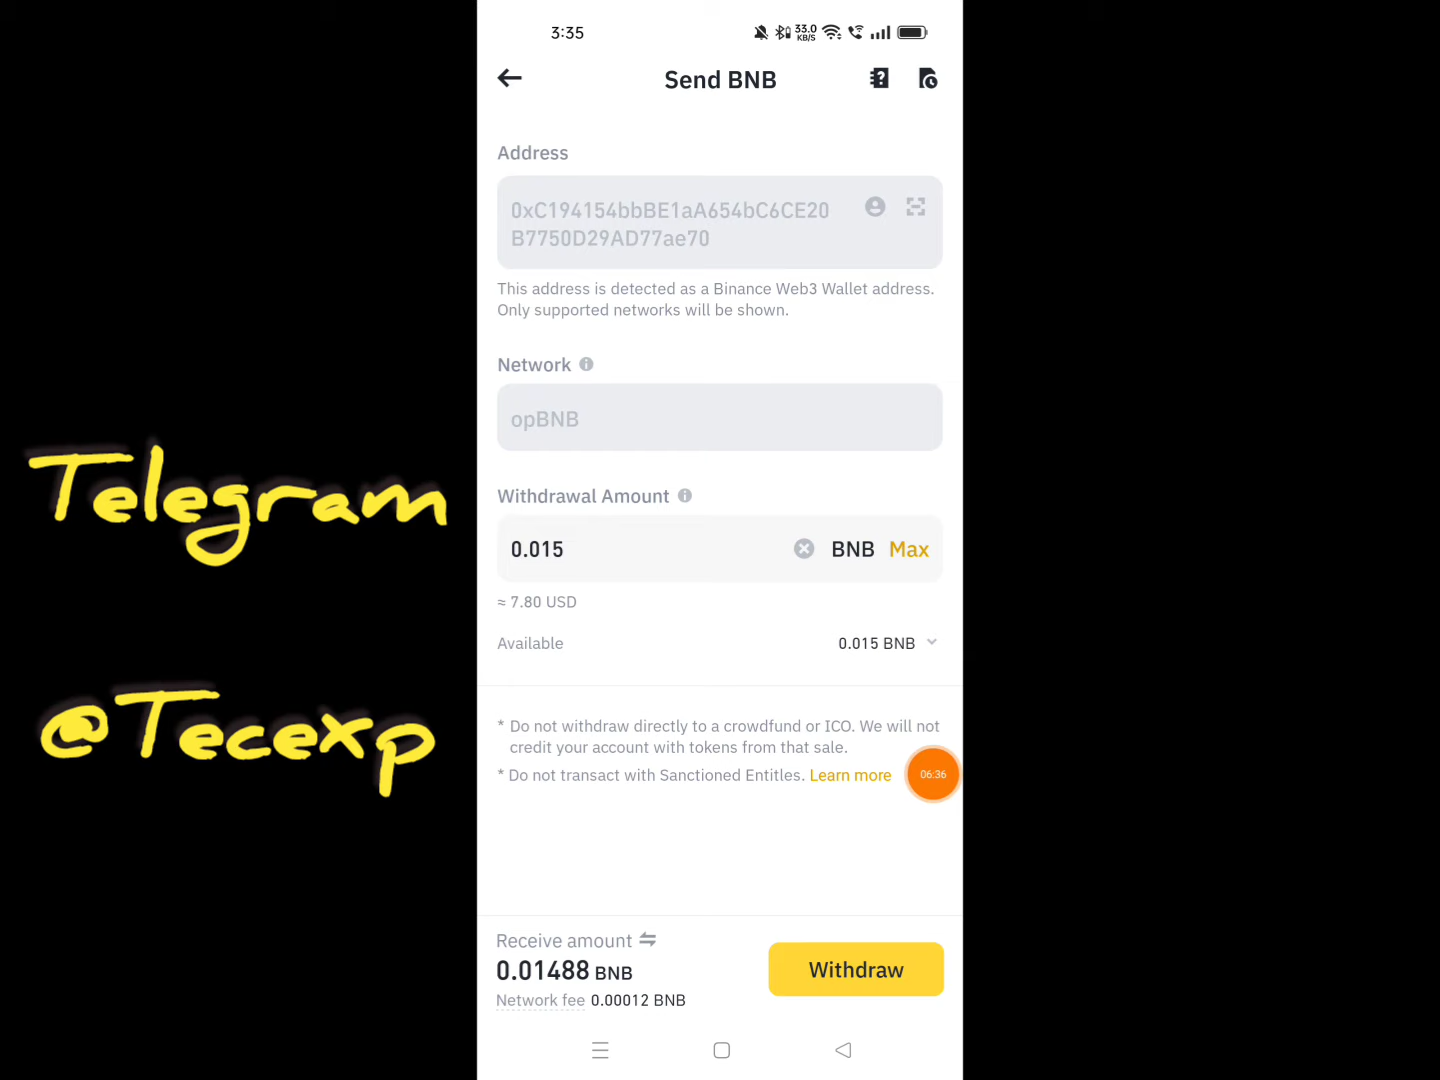 3:35
33.0
KB/S
Send BNB
Address
0xC194154bbBE1aA654bC6CE20
B7750D29AD77ae70
This address is detected as a Binance Web3 Wallet address.
Only supported networks will be shown.
Network
opBNB
Withdrawal Amount
0.015 BNB Max
≈ 7.80 USD
Available 0.015 BNB
* Do not withdraw directly to a crowdfund or ICO. We will not
credit your account with tokens from that sale.
* Do not transact with Sanctioned Entitles. Learn more
06:36
Receive amount
0.01488 BNB
Network fee 0.00012 BNB
Withdraw
Telegram
@Tecexp